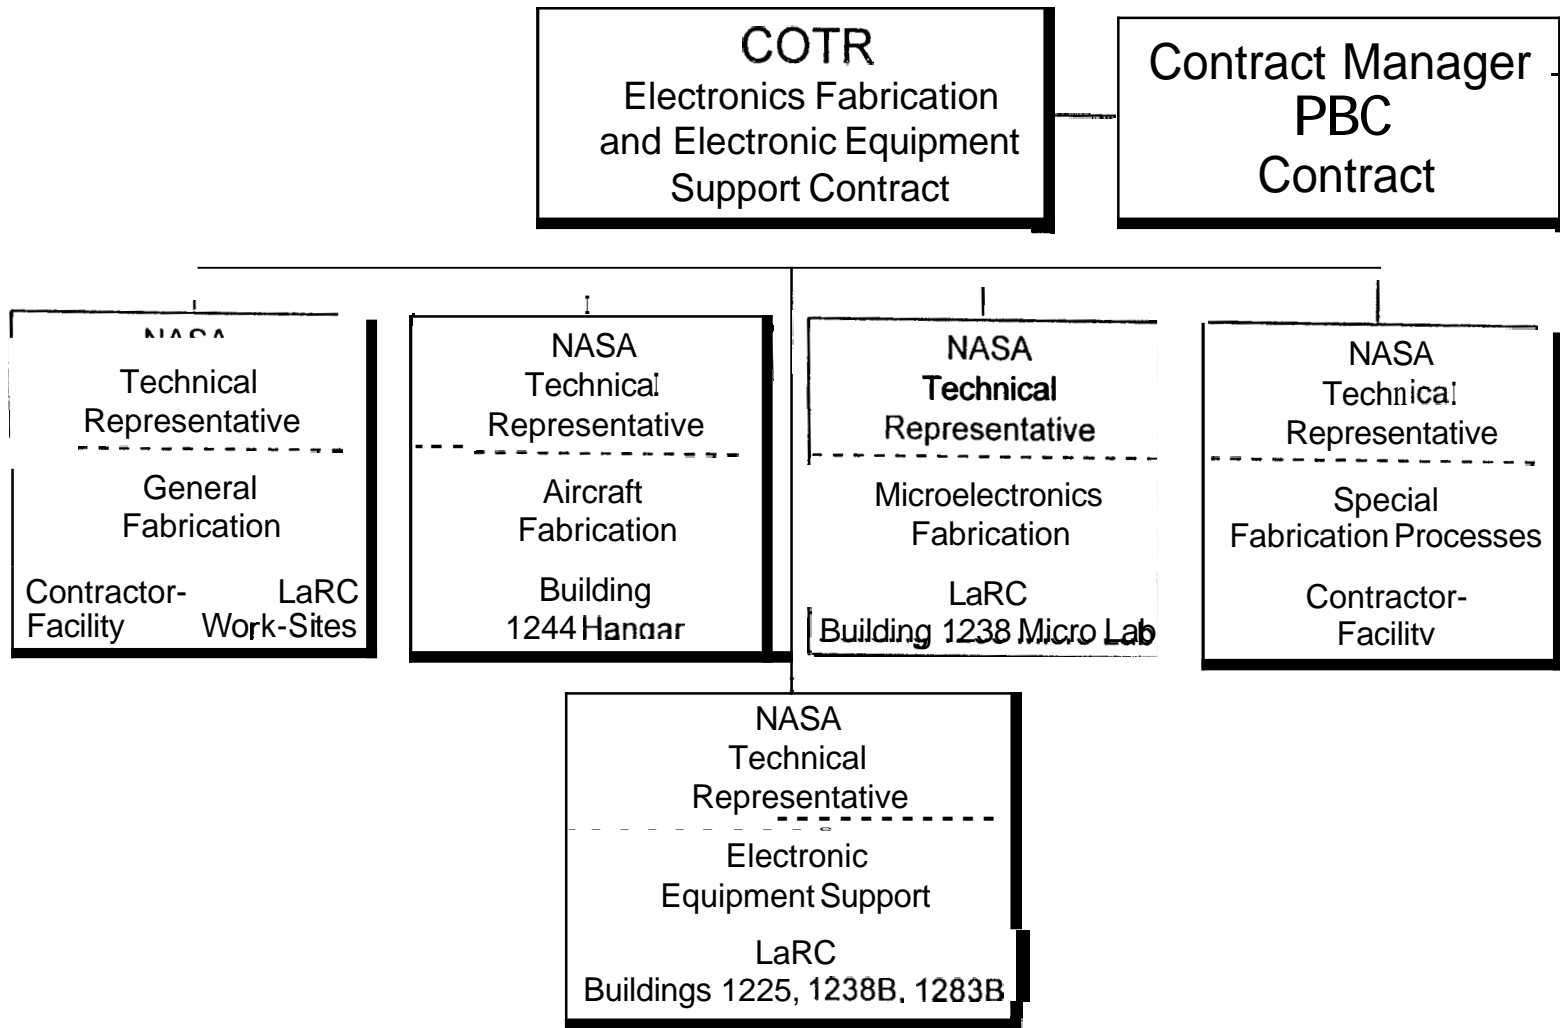 COTR
Electronics Fabrication
and Electronic Equipment
Support Contract
Contract Manager
PBC
Contract
NASA
Technical
Representative
General
Fabrication
Contractor- LaRC
Facility Work-Sites
NASA
Technical
Representative
Aircraft
Fabrication
Building
1244 Hangar
NASA
Technical
Representative
Microelectronics
Fabrication
LaRC
Building 1238 Micro Lab
NASA
Technical
Representative
Special
Fabrication Processes
Contractor-
Facility
NASA
Technical
Representative
Electronic
Equipment Support
LaRC
Buildings 1225, 1238B, 1283B